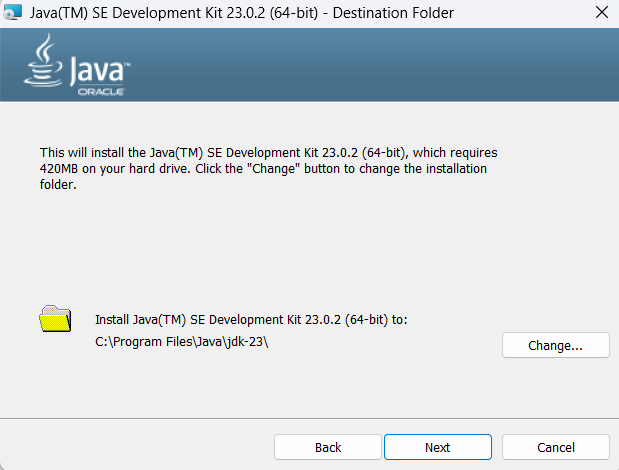 Java(TM) SE Development Kit 23.0.2 (64-bit) - Destination Folder
Java™
ORACLE
This will install the Java(TM) SE Development Kit 23.0.2 (64-bit), which requires
420MB on your hard drive. Click the "Change" button to change the installation
folder.
Install Java(TM) SE Development Kit 23.0.2 (64-bit) to:
C:\Program Files\Java\jdk-23\
Change...
Back
Next
Cancel